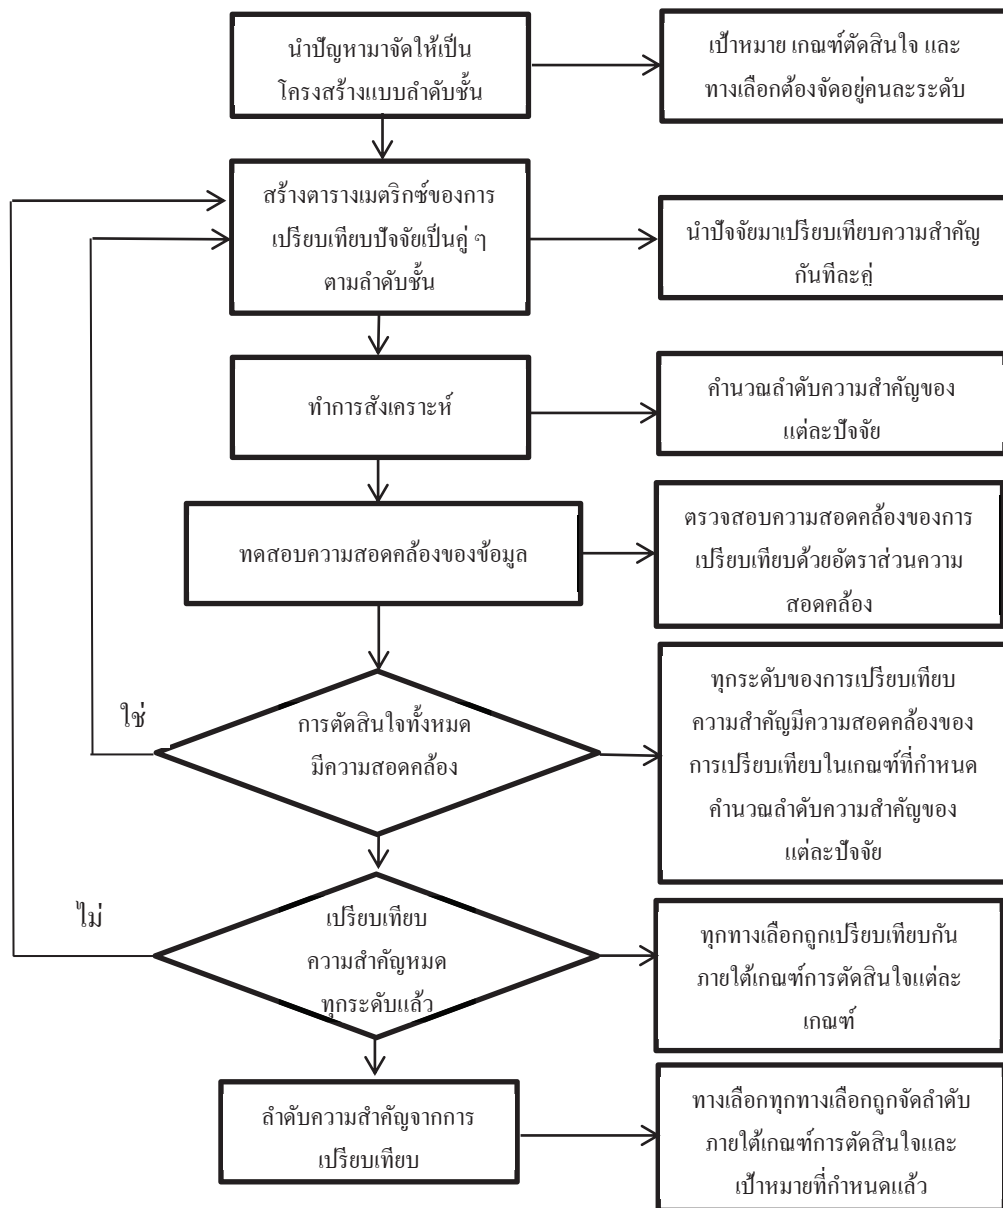 นำปัญหามาจัดให้เป็น
โครงสร้างแบบลำดับชั้น
เป้าหมาย เกณฑ์ตัดสินใจ และ
ทางเลือกต้องจัดอยู่คนละระดับ
สร้างตารางเมตริกซ์ของการ
เปรียบเทียบปัจจัยเป็นคู่ ๆ
ตามลำดับชั้น
นำปัจจัยมาเปรียบเทียบความสำคัญ
กันทีละคู่
ทำการสังเคราะห์
คำนวณลำดับความสำคัญของ
แต่ละปัจจัย
ทดสอบความสอดคล้องของข้อมูล
ตรวจสอบความสอดคล้องของการ
เปรียบเทียบด้วยอัตราส่วนความ
สอดคล้อง
ใช่
การตัดสินใจทั้งหมด
มีความสอดคล้อง
ทุกระดับของการเปรียบเทียบ
ความสำคัญมีความสอดคล้องของ
การเปรียบเทียบในเกณฑ์ที่กำหนด
คำนวณลำดับความสำคัญของ
แต่ละปัจจัย
ไม่
เปรียบเทียบ
ความสำคัญหมด
ทุกระดับแล้ว
ทุกทางเลือกถูกเปรียบเทียบกัน
ภายใต้เกณฑ์การตัดสินใจแต่ละ
เกณฑ์
ลำดับความสำคัญจากการ
เปรียบเทียบ
ทางเลือกทุกทางเลือกถูกจัดลำดับ
ภายใต้เกณฑ์การตัดสินใจและ
เป้าหมายที่กำหนดแล้ว